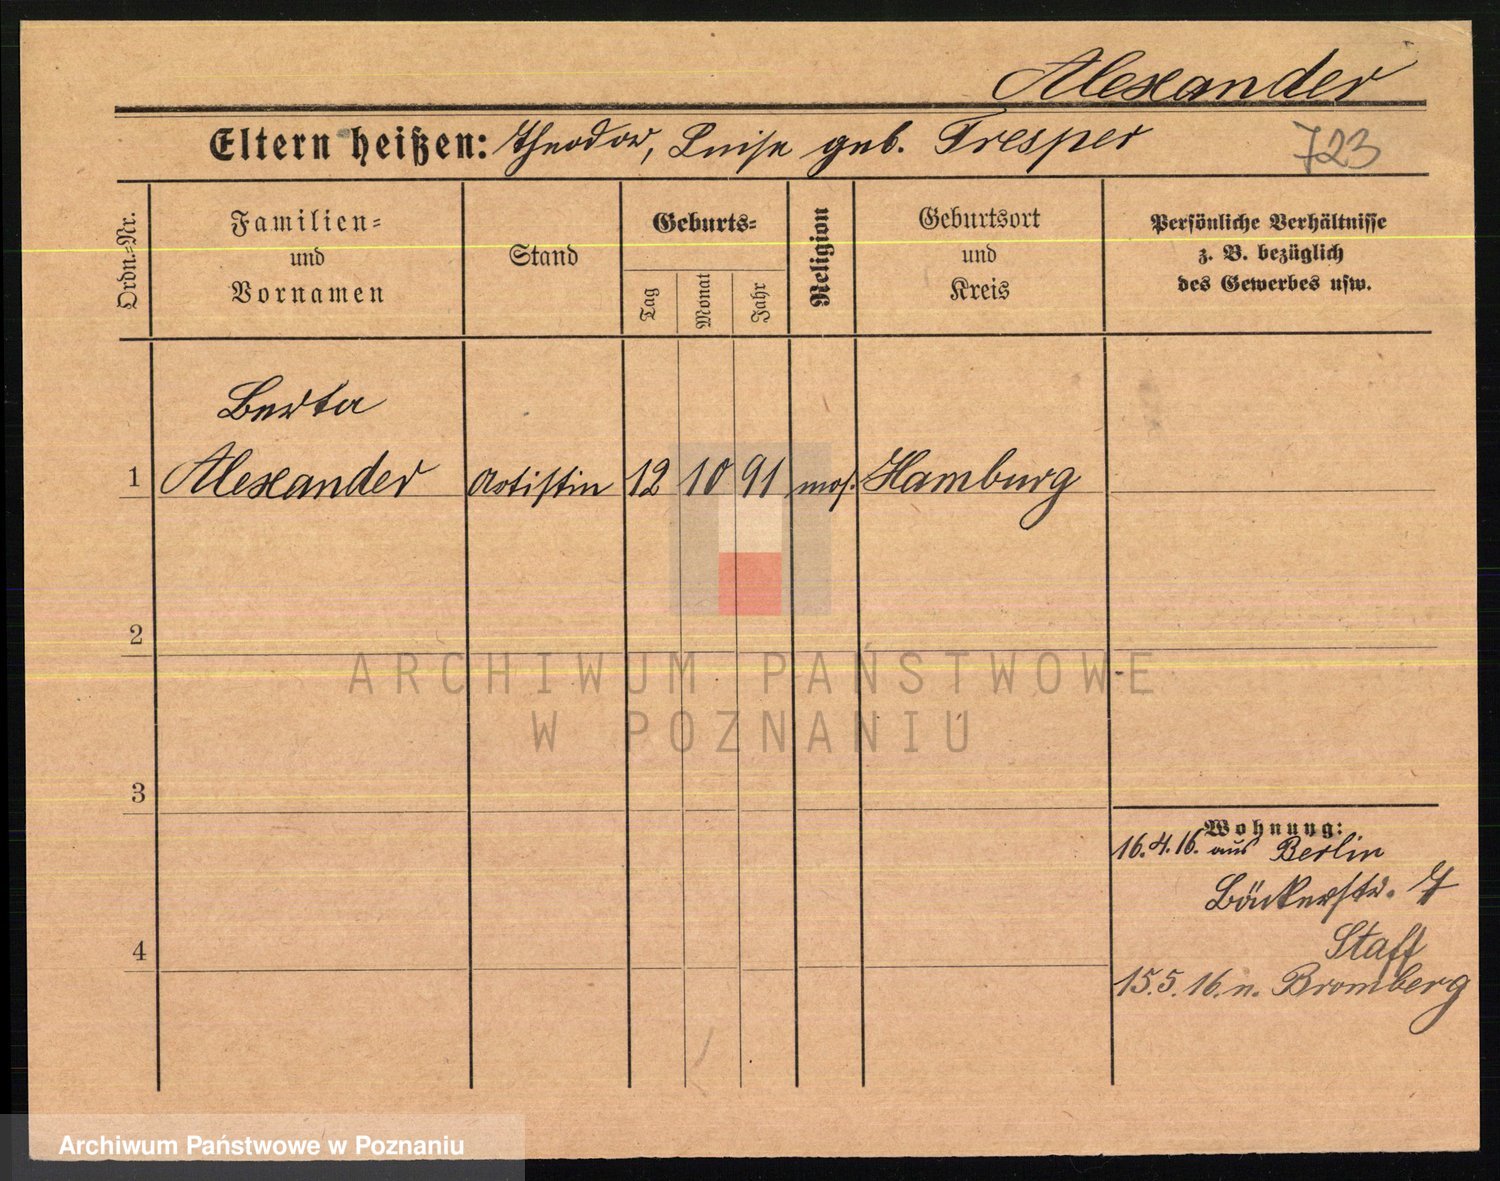 Alexander
Eltern heißen: Theodor, Luise geb. Tresper
723
Ordn.=Nr.
Familien=
und
Vornamen
Stand
Geburts=
Tag
Monat
Jahr
Religion
Geburtsort
und
Kreis
Persönliche Verhältnisse
z. B. bezüglich
des Gewerbes usw.
Berta
1 Alexander Artistin 12 10 91 mos. Hamburg
2
ARCHIWUM PAŃSTWOWE
W POZNANIU
3
Wohnung:
16.4.16. aus Berlin
Bäckerstr. 7
Staff
4
15.5.16. n. Bromberg
Archiwum Państwowe w Poznaniu